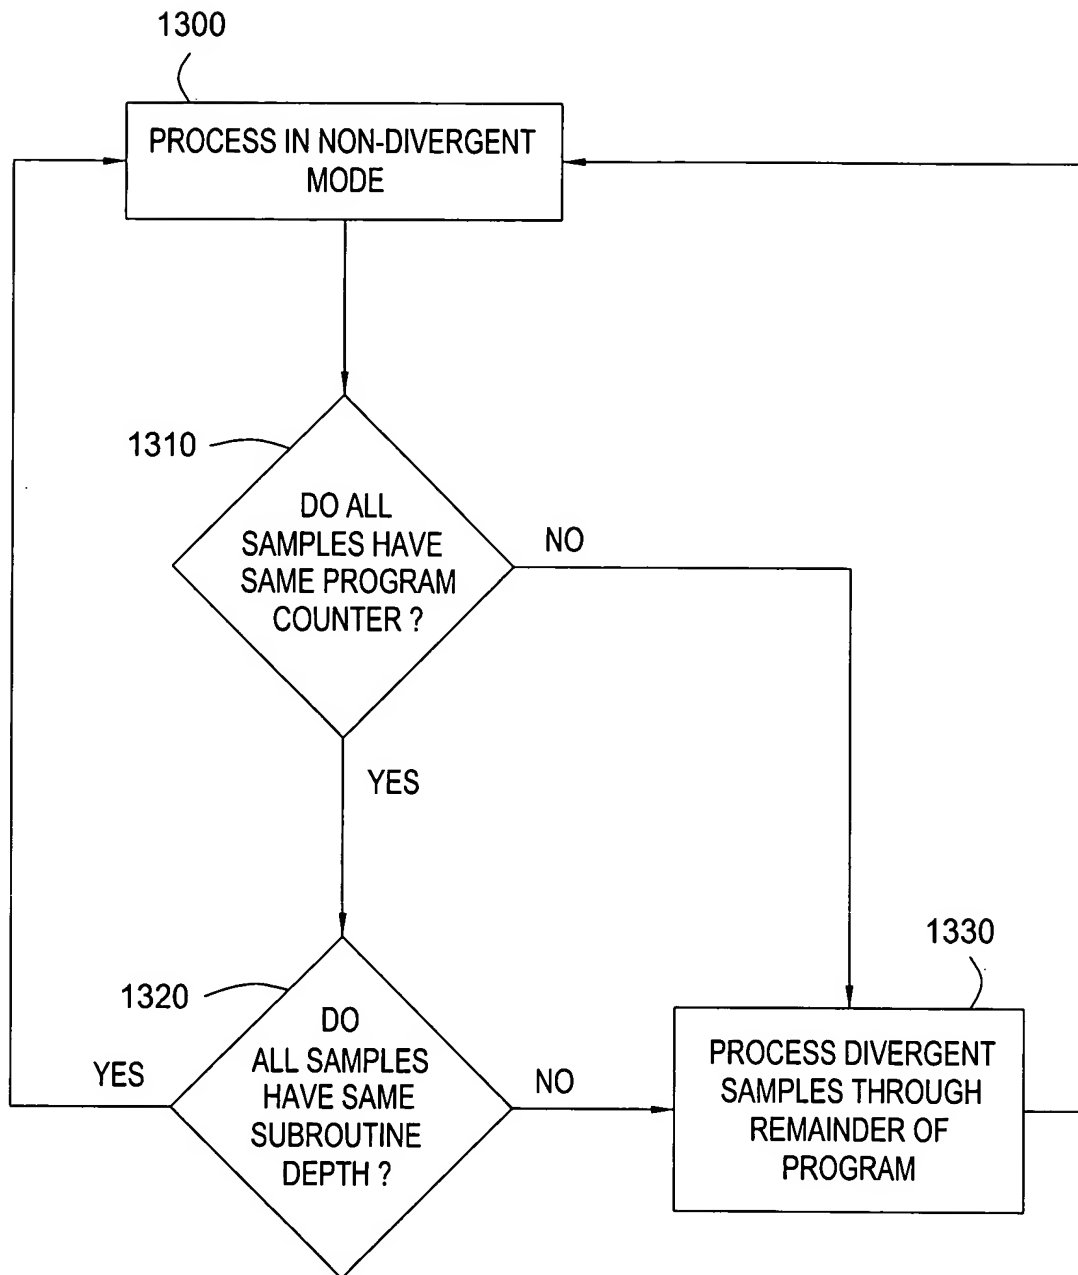 1300
PROCESS IN NON-DIVERGENT
MODE
1310
DO ALL
SAMPLES HAVE
SAME PROGRAM
COUNTER ?
NO
YES
1320
DO
ALL SAMPLES
HAVE SAME
SUBROUTINE
DEPTH ?
YES
NO
1330
PROCESS DIVERGENT
SAMPLES THROUGH
REMAINDER OF
PROGRAM